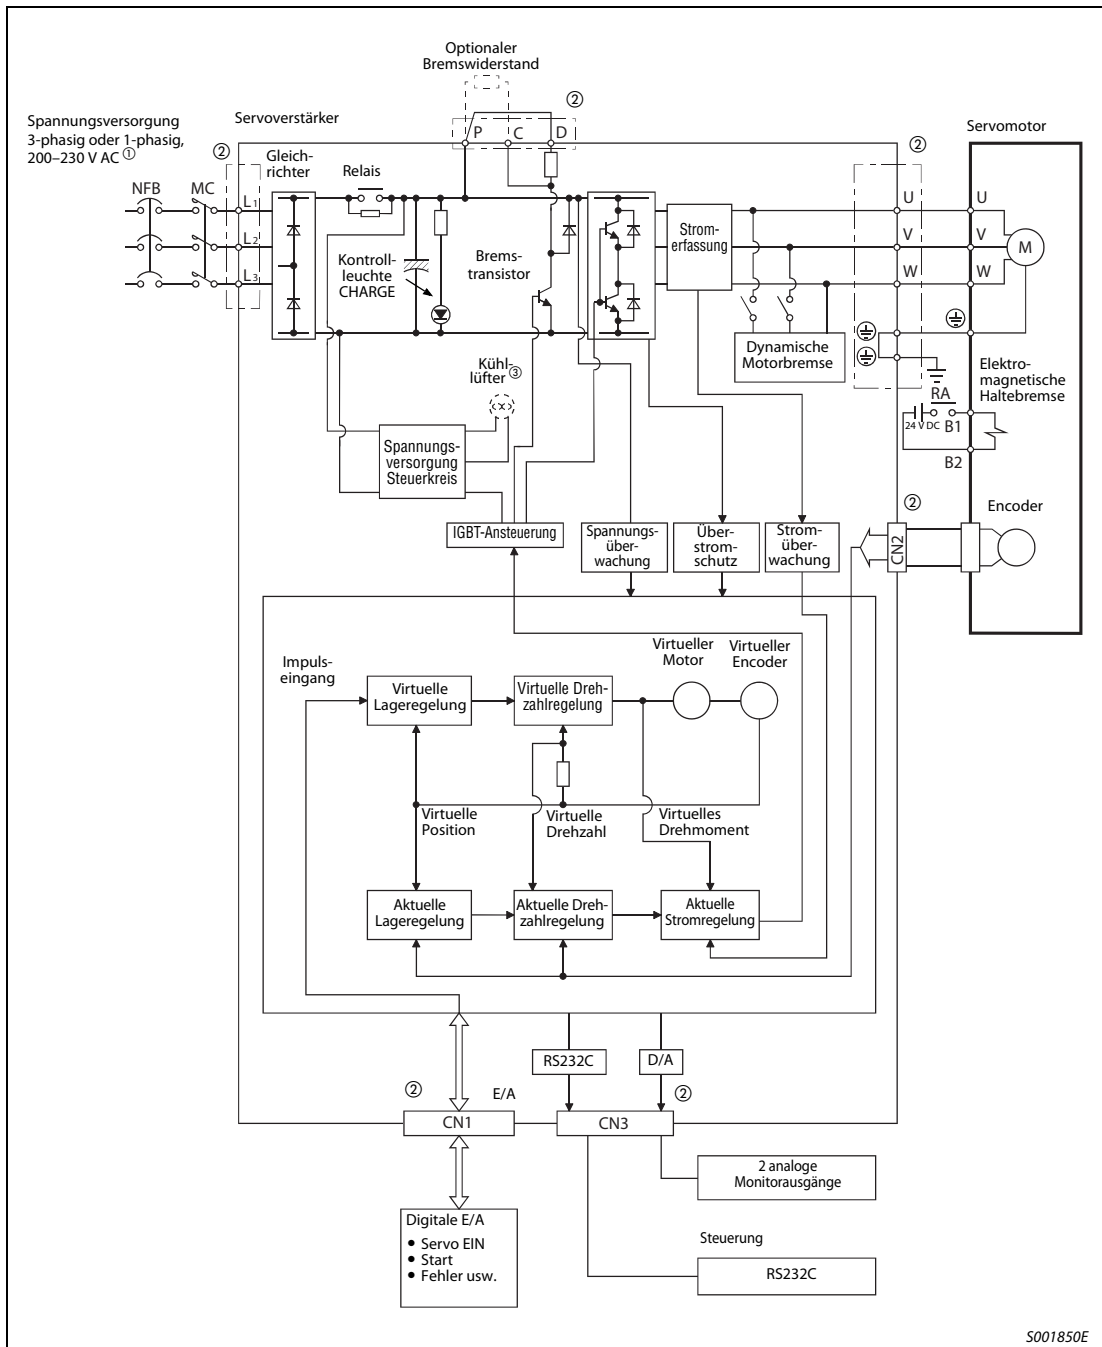 Optionaler
Bremswiderstand
Spannungsversorgung
3-phasig oder 1-phasig,
200–230 V AC ①
Servoverstärker
②
P C D
②
Servomotor
②
NFB MC
Gleich-
richter
Relais
L1
L2
L3
Kontroll-
leuchte
CHARGE
Brems-
transistor
Strom-
erfassung
U
V
W
U
V
W
M
Dynamische
Motorbremse
Kühl-
lüfter ③
Elektro-
magnetische
Haltebremse
RA
24 V DC
B1
B2
Spannungs-
versorgung
Steuerkreis
②
Encoder
CN2
IGBT-Ansteuerung
Spannungs-
über-
wachung
Über-
strom-
schutz
Strom-
über-
wachung
Impuls-
eingang
Virtuelle
Lageregelung
Virtuelle Dreh-
zahlregelung
Virtueller
Motor
Virtueller
Encoder
Virtuelle
Position
Virtuelle
Drehzahl
Virtuelles
Drehmoment
Aktuelle
Lageregelung
Aktuelle Dreh-
zahlregelung
Aktuelle
Stromregelung
RS232C
D/A
②
E/A
②
CN1
CN3
2 analoge
Monitorausgänge
Digitale E/A
• Servo EIN
• Start
• Fehler usw.
Steuerung
RS232C
S001850E